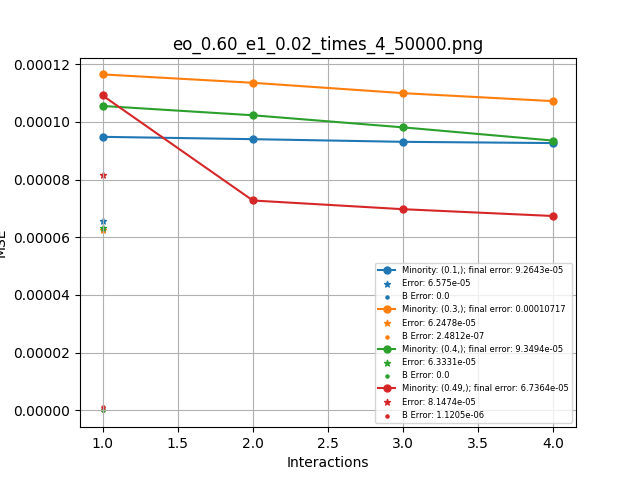 eo_0.60_e1_0.02_times_4_50000.png
0.00012
0.00010
0.00008
0.00006
0.00004
0.00002
0.00000
MSE
Minority: (0.1,); final error: 9.2643e-05
Error: 6.575e-05
B Error: 0.0
Minority: (0.3,); final error: 0.00010717
Error: 6.2478e-05
B Error: 2.4812e-07
Minority: (0.4,); final error: 9.3494e-05
Error: 6.3331e-05
B Error: 0.0
Minority: (0.49,); final error: 6.7364e-05
Error: 8.1474e-05
B Error: 1.1205e-06
1.0 1.5 2.0 2.5 3.0 3.5 4.0
Interactions